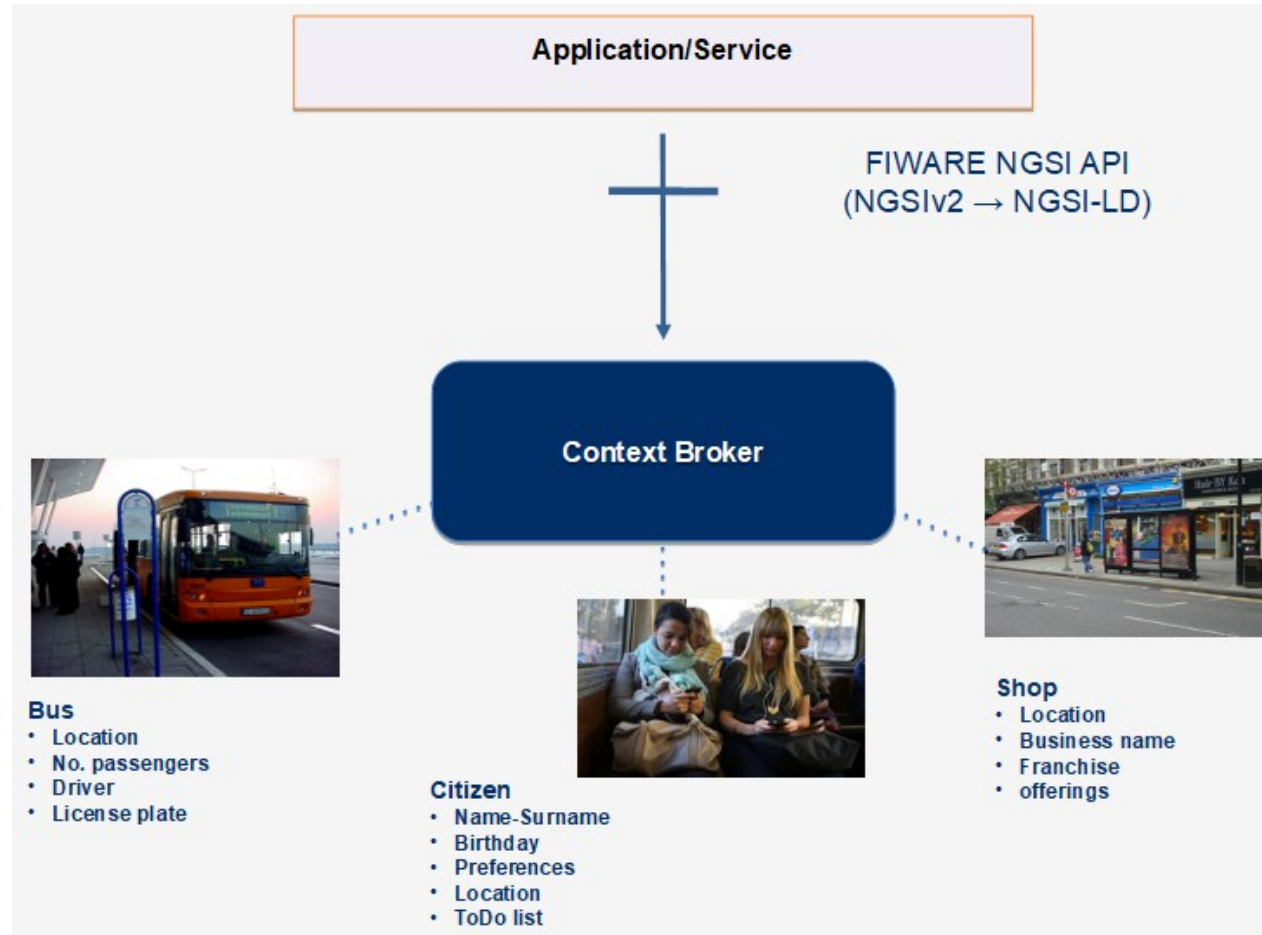 Application/Service
FIWARE NGSI API
(NGSIv2 → NGSI-LD)
Context Broker
Bus
• Location
• No. passengers
• Driver
• License plate
Citizen
• Name-Surname
• Birthday
• Preferences
• Location
• ToDo list
Shop
• Location
• Business name
• Franchise
• offerings